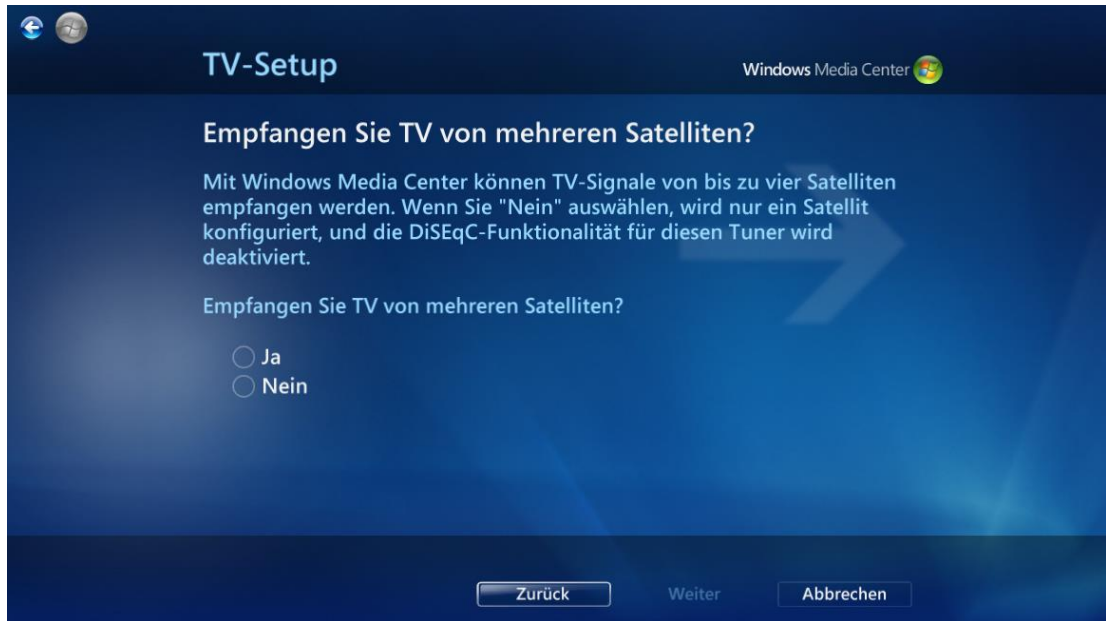 TV-Setup
Windows Media Center
Empfangen Sie TV von mehreren Satelliten?
Mit Windows Media Center können TV-Signale von bis zu vier Satelliten
empfangen werden. Wenn Sie "Nein" auswählen, wird nur ein Satellit
konfiguriert, und die DiSEqC-Funktionalität für diesen Tuner wird
deaktiviert.
Empfangen Sie TV von mehreren Satelliten?
Ja
Nein
Zurück
Weiter
Abbrechen